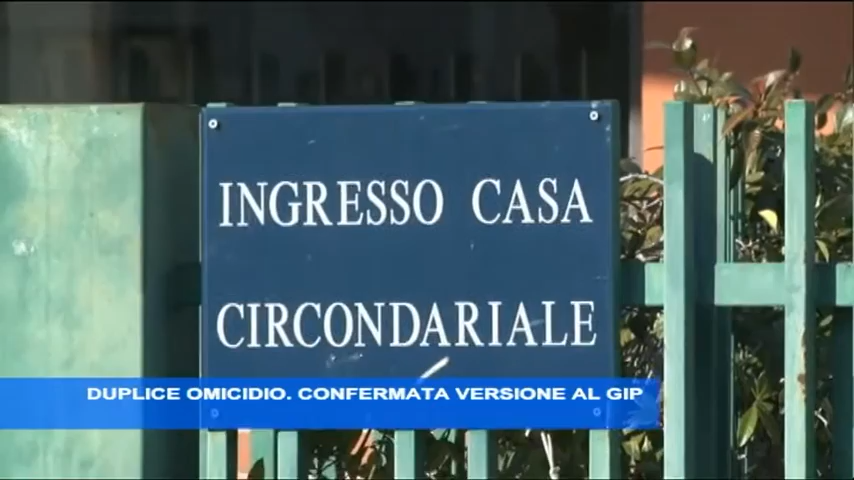 INGRESSO CASA
CIRCONDARIALE
DUPLICE OMICIDIO. CONFERMATA VERSIONE AL GIP